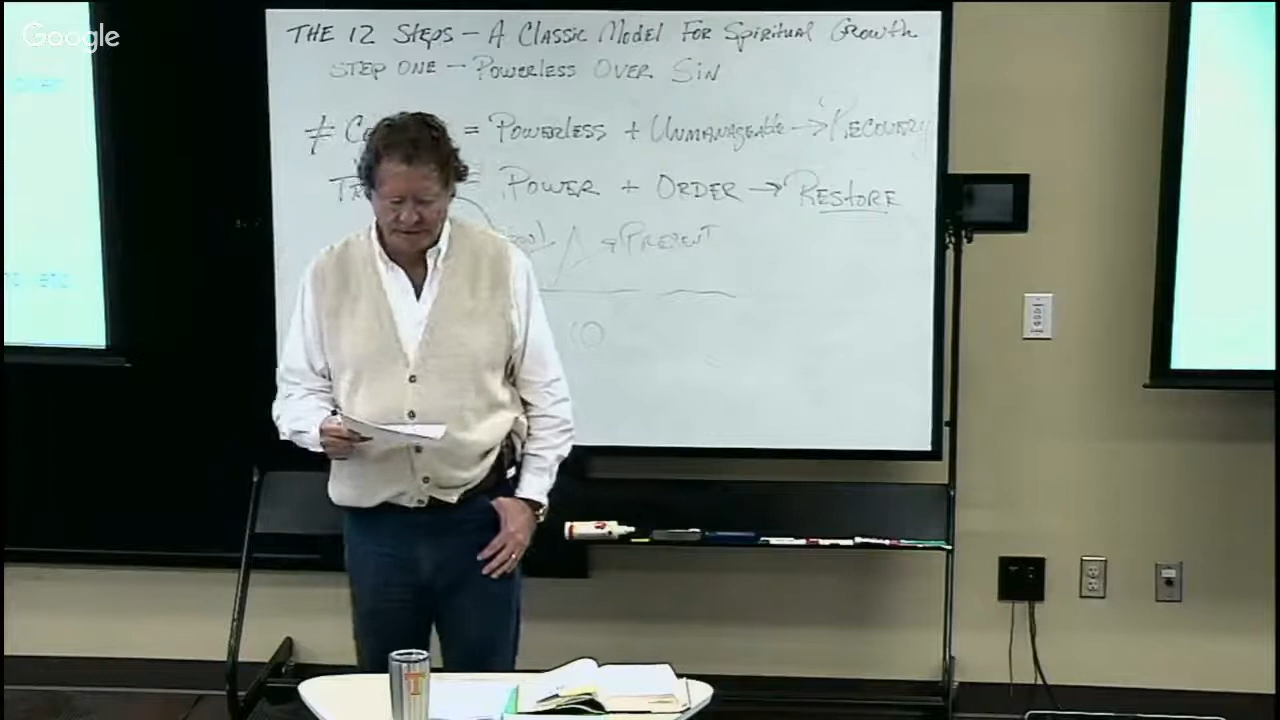 Google
THE 12 STEPS – A CLASSIC MODEL FOR SPIRITUAL GROWTH
STEP ONE – POWERLESS OVER SIN
≠ = POWERLESS + UNMANAGEABLE → RECOVERY
= POWER + ORDER → RESTORE
PRESENT
T